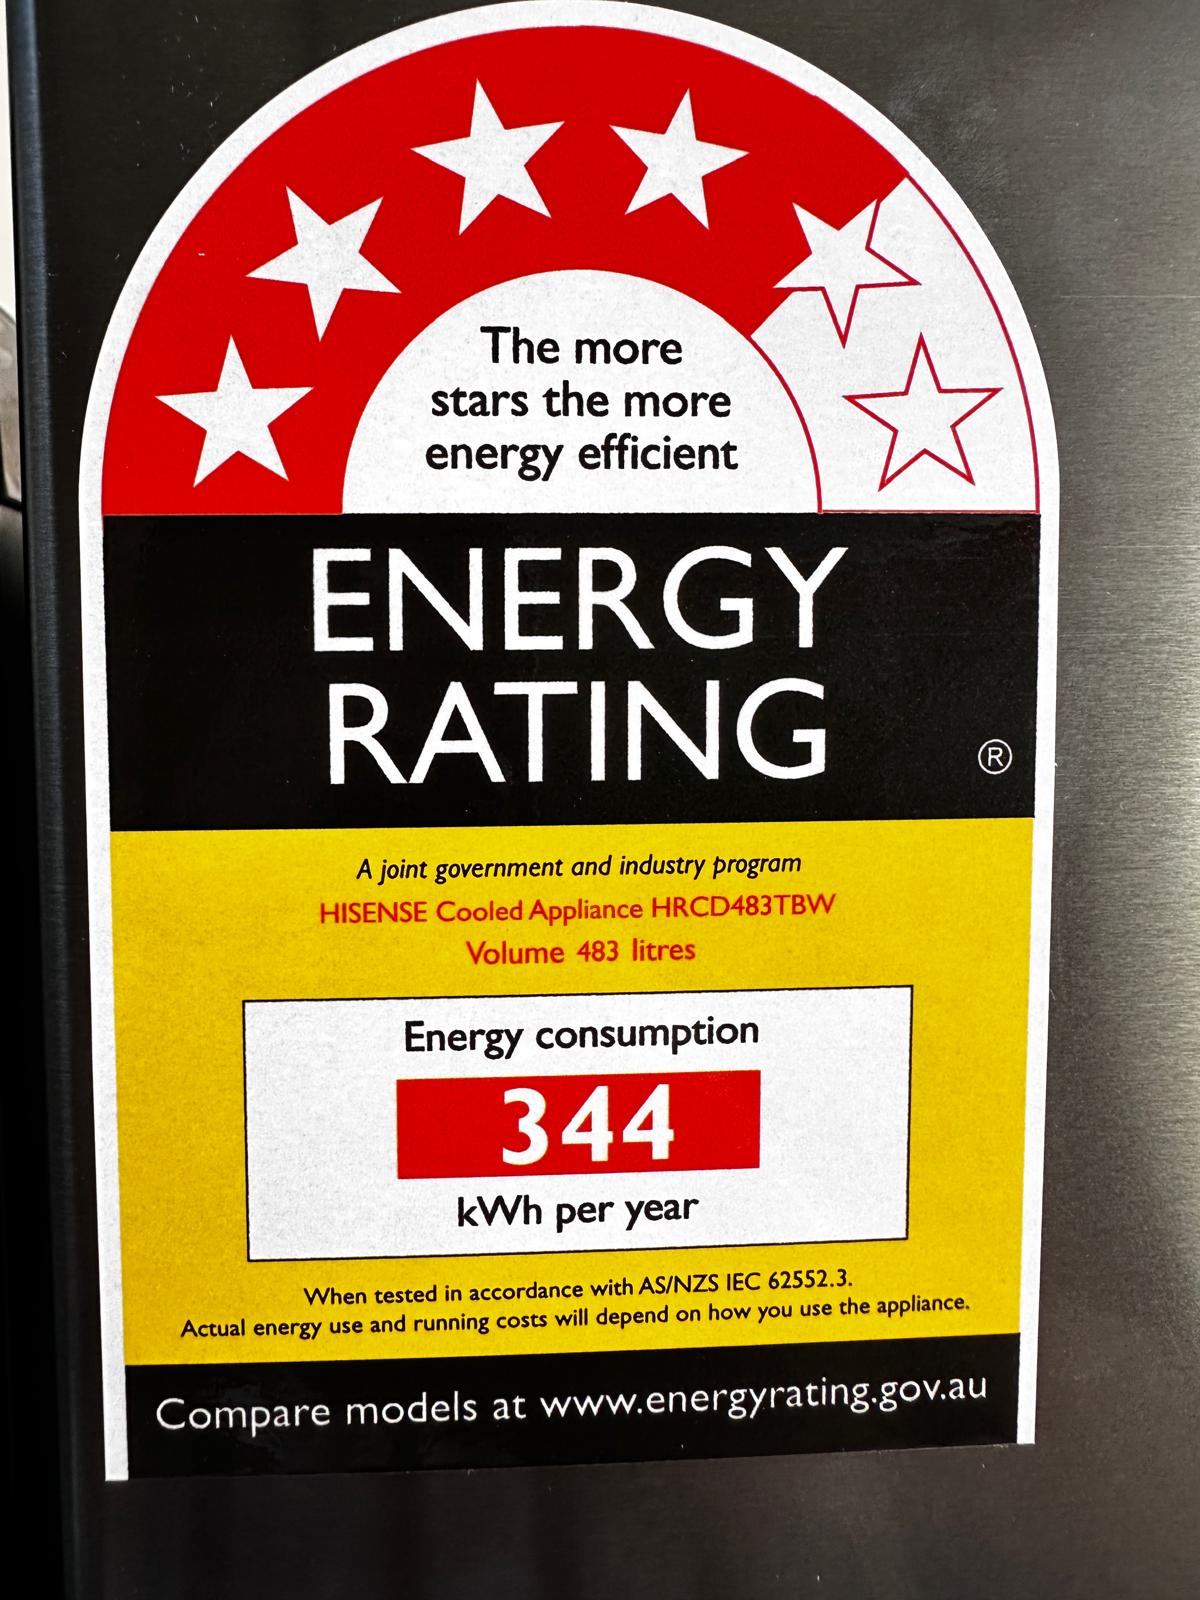 The more
stars the more
energy efficient
ENERGY
RATING
®
A joint government and industry program
HISENSE Cooled Appliance HRCD483TBW
Volume 483 litres
Energy consumption
344
kWh per year
When tested in accordance with AS/NZS IEC 62552.3.
Actual energy use and running costs will depend on how you use the appliance.
Compare models at www.energyrating.gov.au